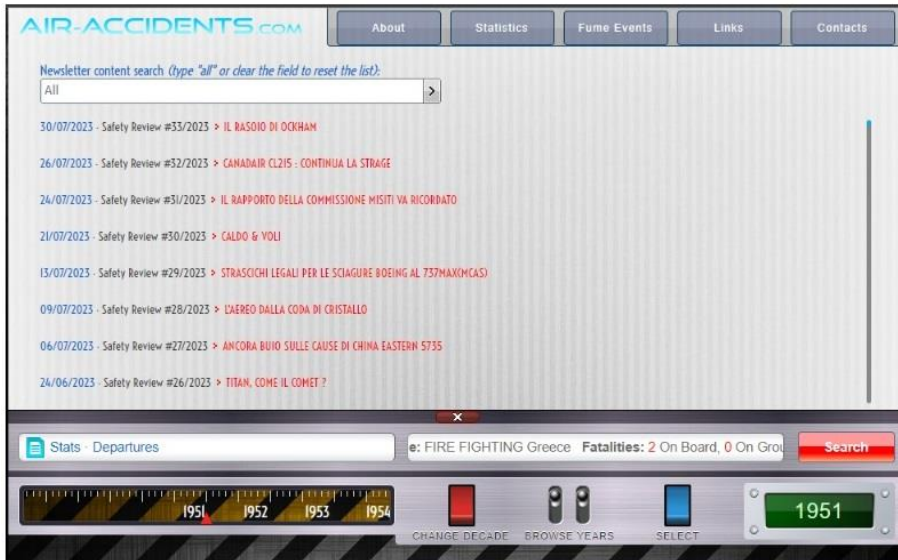 AIR-ACCIDENTS.COM
About
Statistics
Fume Events
Links
Contacts
Newsletter content search (type "all" or clear the field to reset the list):
All
30/07/2023 - Safety Review #33/2023 > IL RASOIO DI OCKHAM
26/07/2023 - Safety Review #32/2023 > CANADAIR CL215 : CONTINUA LA STRAGE
24/07/2023 - Safety Review #31/2023 > IL RAPPORTO DELLA COMMISSIONE MISITI VA RICORDATO
21/07/2023 - Safety Review #30/2023 > CALDO & VOLI
13/07/2023 - Safety Review #29/2023 > STRASCICHI LEGALI PER LE SCIAGURE BOEING AL 737MAX(MCAS)
09/07/2023 - Safety Review #28/2023 > L'AEREO DALLA CODA DI CRISTALLO
06/07/2023 - Safety Review #27/2023 > ANCORA BUIO SULLE CAUSE DI CHINA EASTERN 5735
24/06/2023 - Safety Review #26/2023 > TITAN, COME IL COMET ?
X
Stats - Departures
e: FIRE FIGHTING Greece Fatalities: 2 On Board, 0 On Grou
Search
1951 1952 1953 1954
CHANGE DECADE
BROWSE YEARS
SELECT
1951